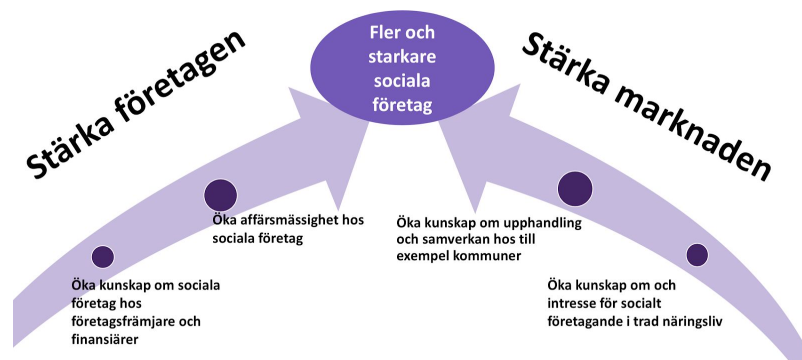 Stärka företagen
Fler och
starkare
sociala
företag
Stärka marknaden
Öka affärsmässighet hos
sociala företag
Öka kunskap om sociala
företag hos
företagsfrämjare och
finansiärer
Öka kunskap om upphandling
och samverkan hos till
exempel kommuner
Öka kunskap om och
intresse för socialt
företagande i trad näringsliv